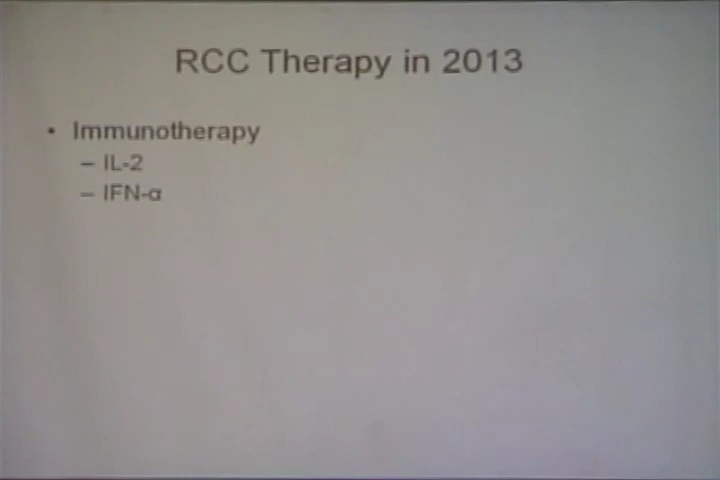 RCC Therapy in 2013
• Immunotherapy
– IL-2
– IFN-α